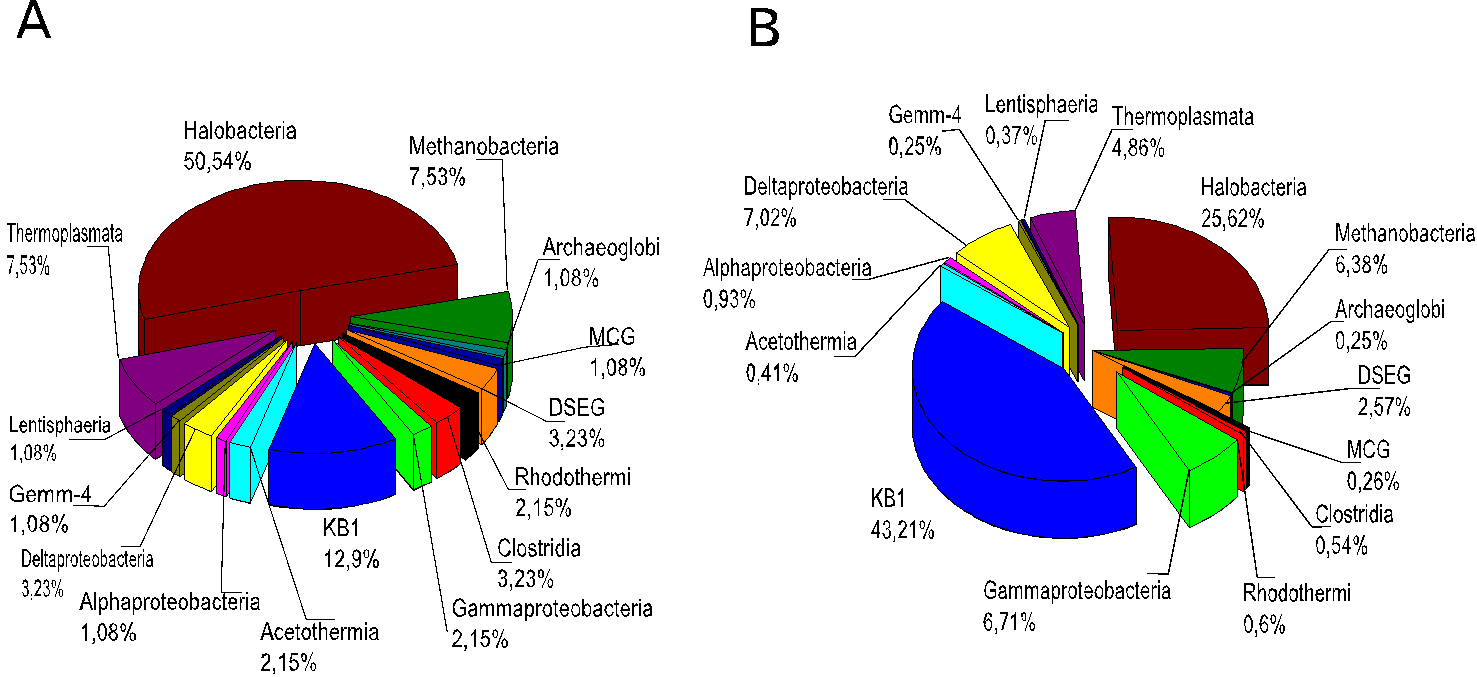 A
Halobacteria
50,54%
Methanobacteria
7,53%
Archaeoglobi
1,08%
MCG
1,08%
DSEG
3,23%
Rhodothermi
2,15%
Clostridia
3,23%
Gammaproteobacteria
2,15%
KB1
12,9%
Acetothermia
2,15%
Alphaproteobacteria
1,08%
Deltaproteobacteria
3,23%
Gemm-4
1,08%
Lentisphaeria
1,08%
Thermoplasmata
7,53%
B
Halobacteria
25,62%
Methanobacteria
6,38%
Archaeoglobi
0,25%
DSEG
2,57%
MCG
0,26%
Clostridia
0,54%
Rhodothermi
0,6%
Gammaproteobacteria
6,71%
KB1
43,21%
Acetothermia
0,41%
Alphaproteobacteria
0,93%
Deltaproteobacteria
7,02%
Gemm-4
0,25%
Lentisphaeria
0,37%
Thermoplasmata
4,86%